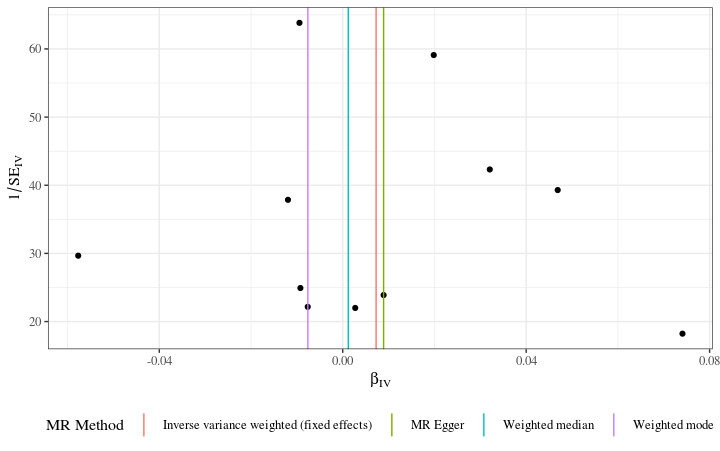 60
50
40
30
20
1/SE_IV
-0.04 0.00 0.04 0.08
β_IV
MR Method Inverse variance weighted (fixed effects) MR Egger Weighted median Weighted mode